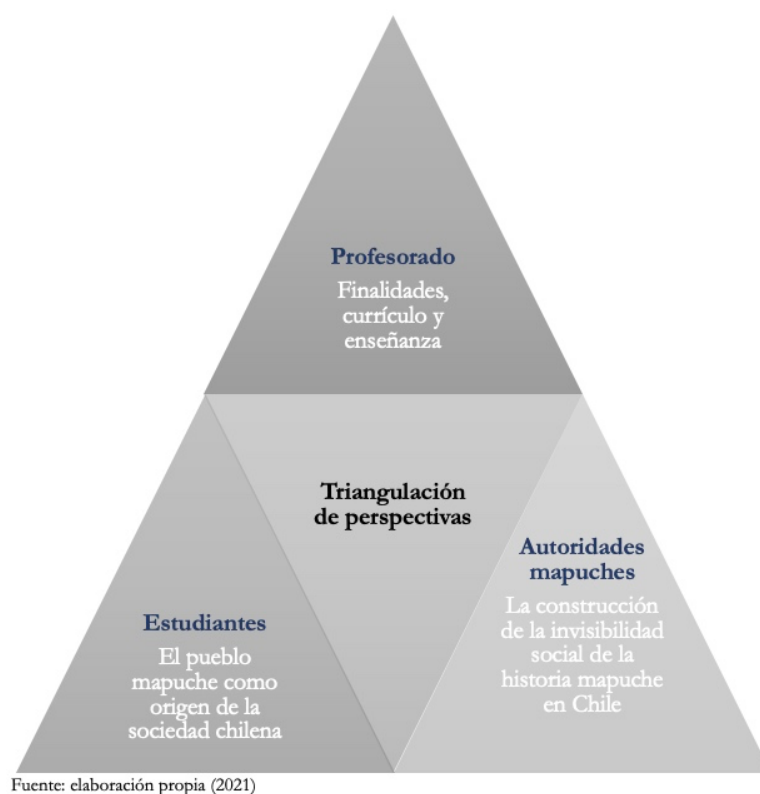 Profesorado
Finalidades,
currículo y
enseñanza
Triangulación
de perspectivas
Estudiantes
El pueblo
mapuche como
origen de la
sociedad chilena
Autoridades
mapuches
La construcción
de la invisibilidad
social de la
historia mapuche
en Chile
Fuente: elaboración propia (2021)